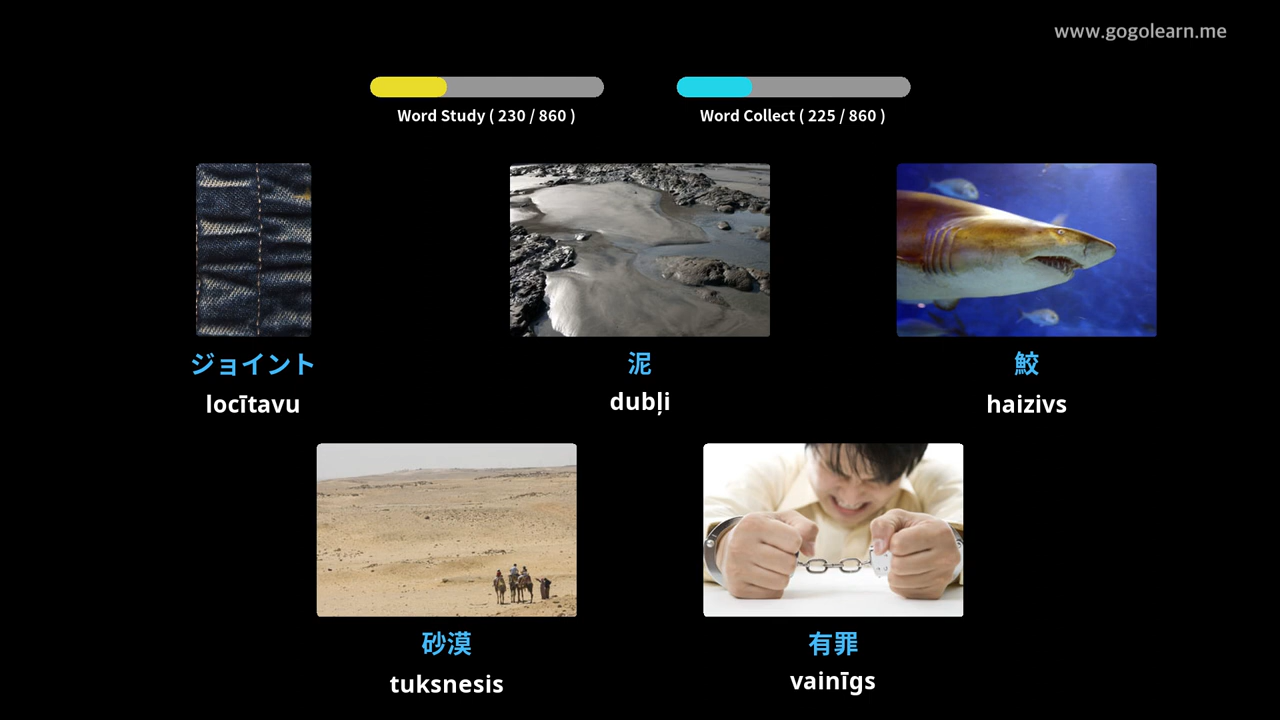 www.gogolearn.me
Word Study ( 230 / 860 )
Word Collect ( 225 / 860 )
ジョイント
locītavu
泥
dubļi
鮫
haizivs
砂漠
tuksnesis
有罪
vainīgs